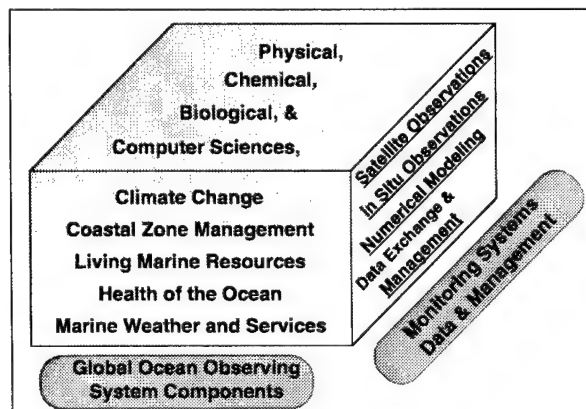 Physical,
Chemical,
Biological, &
Computer Sciences,
Satellite Observations
In Situ Observations
Numerical Modeling
Data Exchange &
Management
Climate Change
Coastal Zone Management
Living Marine Resources
Health of the Ocean
Marine Weather and Services
Monitoring Systems
Data & Management
Global Ocean Observing
System Components